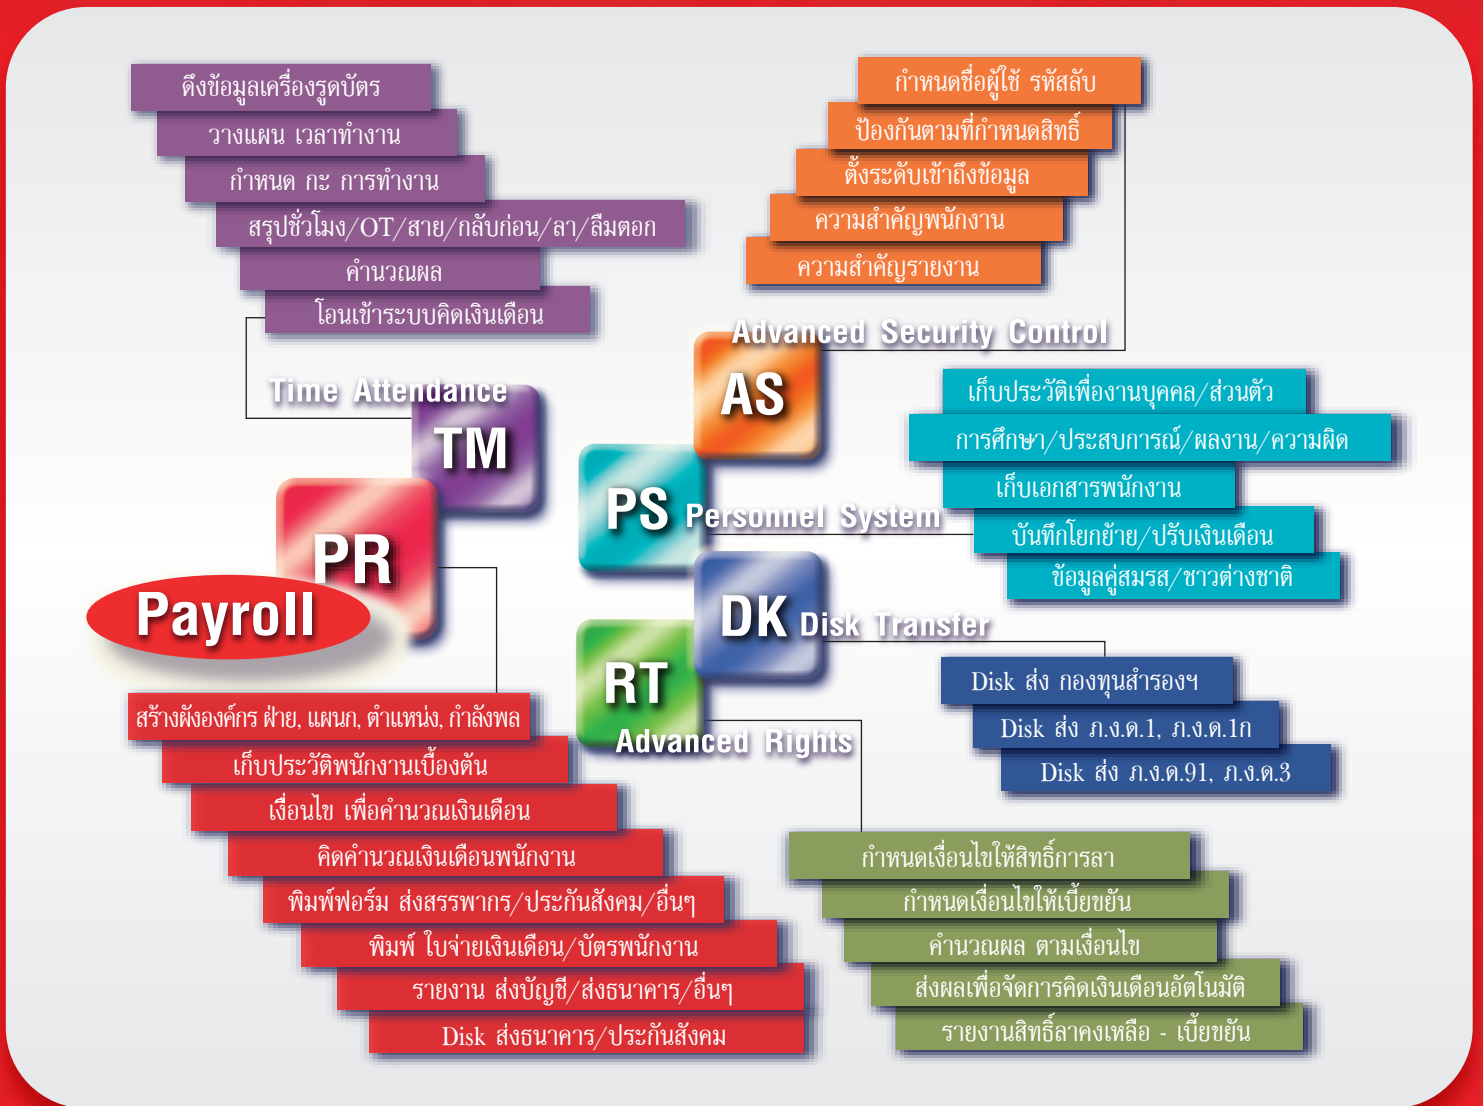 ดึงข้อมูลเครื่องรูดบัตร
วางแผน เวลาทำงาน
กำหนด กะ การทำงาน
สรุปชั่วโมง/OT/สาย/กลับก่อน/ลา/ลืมตอก
คำนวณผล
โอนเข้าระบบคิดเงินเดือน
Time Attendance
TM
กำหนดชื่อผู้ใช้ รหัสลับ
ป้องกันตามที่กำหนดสิทธิ์
ตั้งระดับเข้าถึงข้อมูล
ความสำคัญพนักงาน
ความสำคัญรายงาน
Advanced Security Control
AS
เก็บประวัติเพื่องานบุคคล/ส่วนตัว
การศึกษา/ประสบการณ์/ผลงาน/ความผิด
เก็บเอกสารพนักงาน
บันทึกโยกย้าย/ปรับเงินเดือน
ข้อมูลคู่สมรส/ชาวต่างชาติ
PS Personnel System
PR
Payroll
DK Disk Transfer
RT
Advanced Rights
Disk ส่ง กองทุนสำรองฯ
Disk ส่ง ภ.ง.ด.1, ภ.ง.ด.1ก
Disk ส่ง ภ.ง.ด.91, ภ.ง.ด.3
สร้างผังองค์กร ฝ่าย, แผนก, ตำแหน่ง, กำลังพล
เก็บประวัติพนักงานเบื้องต้น
เงื่อนไข เพื่อคำนวณเงินเดือน
คิดคำนวณเงินเดือนพนักงาน
พิมพ์ฟอร์ม ส่งสรรพากร/ประกันสังคม/อื่นๆ
พิมพ์ ใบจ่ายเงินเดือน/บัตรพนักงาน
รายงาน ส่งบัญชี/ส่งธนาคาร/อื่นๆ
Disk ส่งธนาคาร/ประกันสังคม
กำหนดเงื่อนไขให้สิทธิ์การลา
กำหนดเงื่อนไขให้เบี้ยขยัน
คำนวณผล ตามเงื่อนไข
ส่งผลเพื่อจัดการคิดเงินเดือนอัตโนมัติ
รายงานสิทธิ์ลาคงเหลือ - เบี้ยขยัน